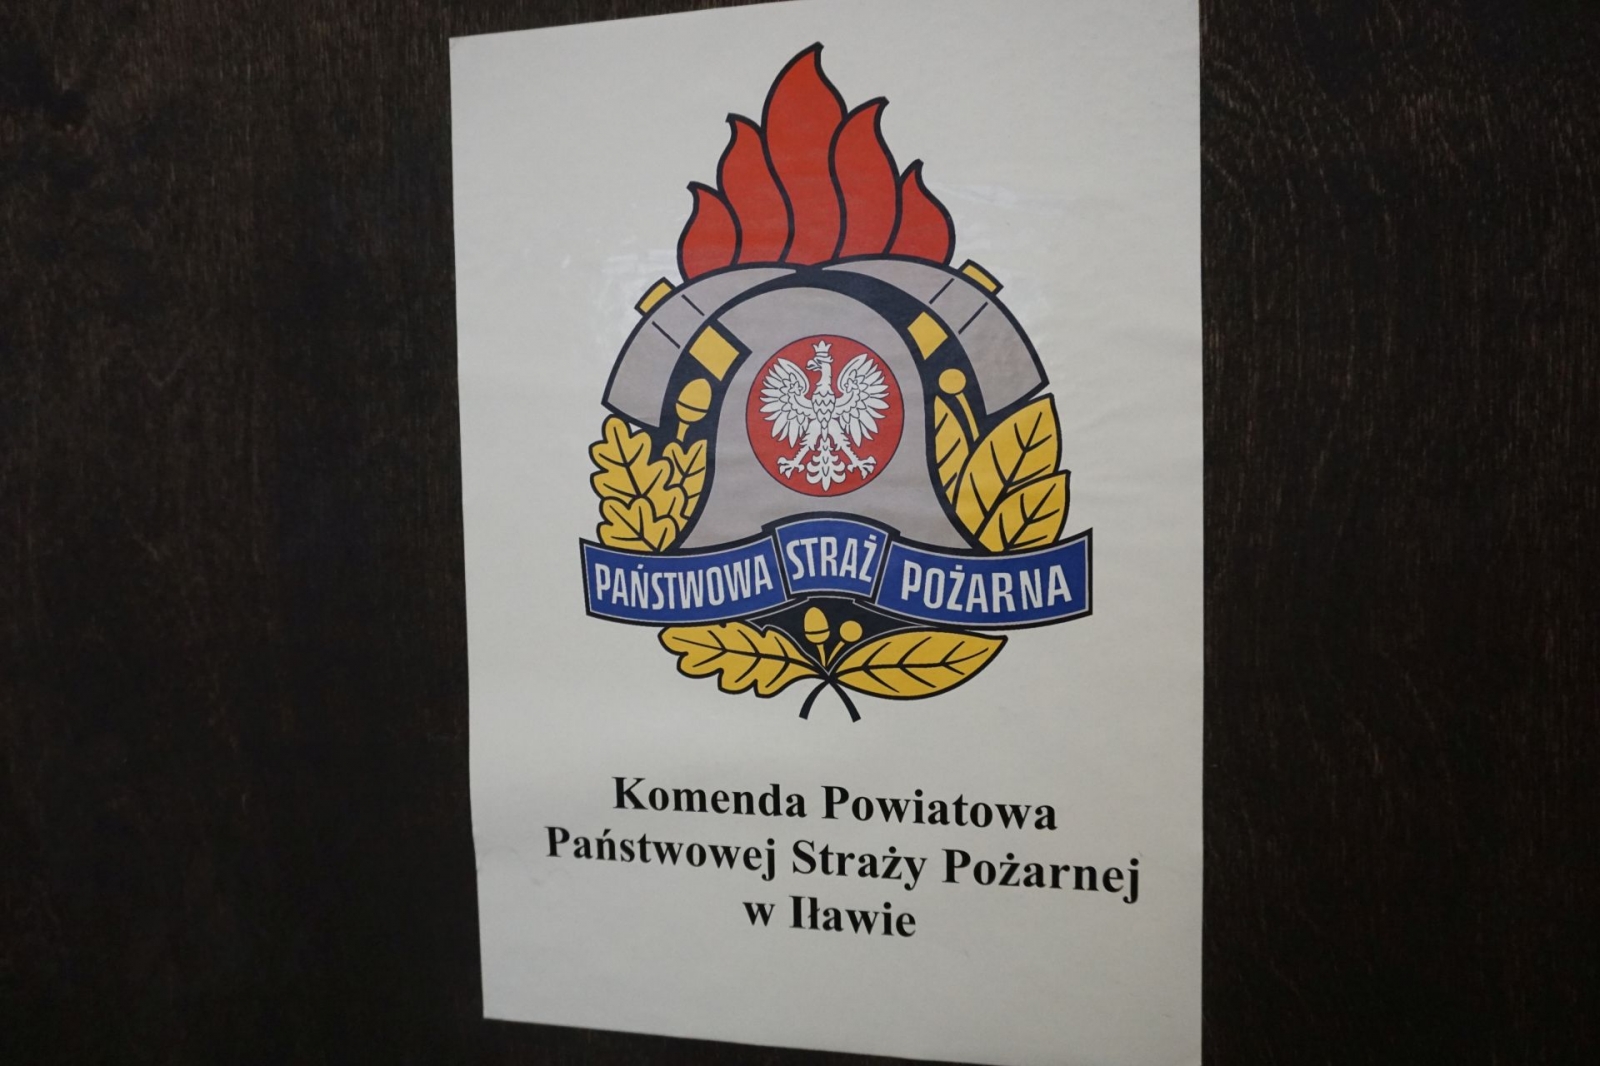 PAŃSTWOWA STRAŻ POŻARNA
Komenda Powiatowa
Państwowej Straży Pożarnej
w Iławie